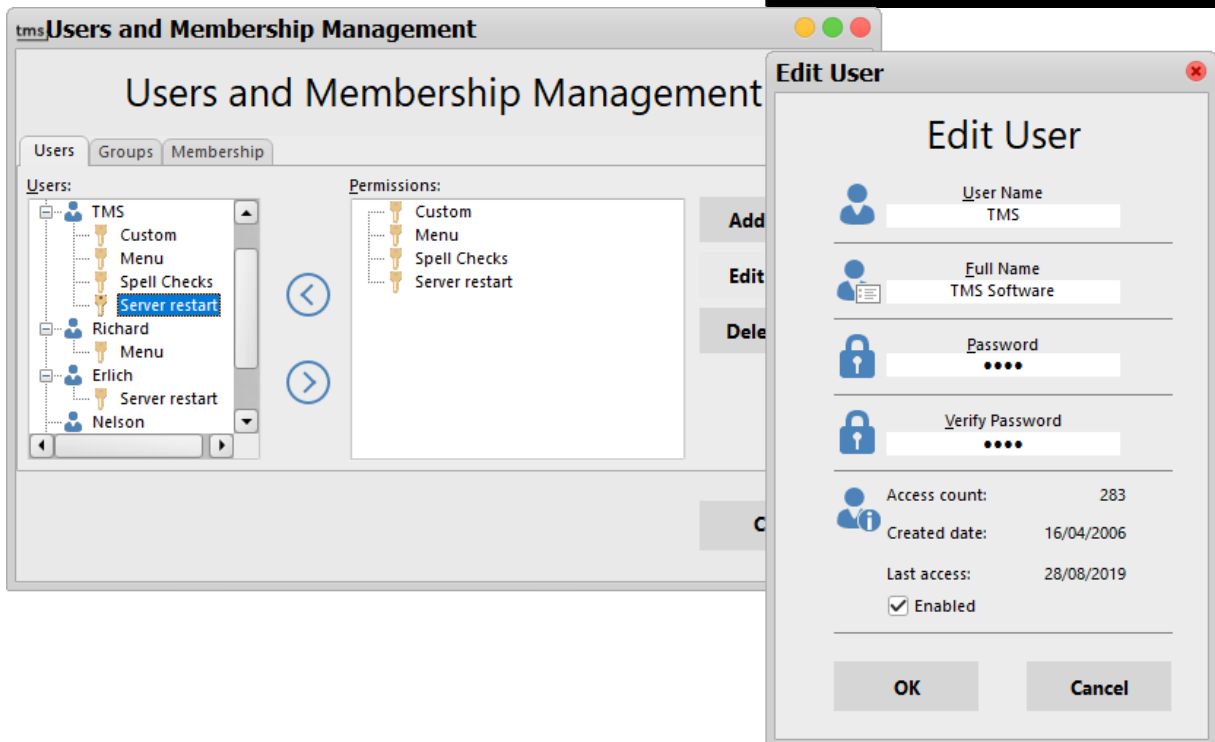 tms Users and Membership Management
Users and Membership Management
Users Groups Membership
Users:
TMS
Custom
Menu
Spell Checks
Server restart
Richard
Menu
Erlich
Server restart
Nelson
Permissions:
Custom
Menu
Spell Checks
Server restart
Add
Edit
Dele
C
Edit User
Edit User
User Name
TMS
Full Name
TMS Software
Password
••••
Verify Password
••••
Access count: 283
Created date: 16/04/2006
Last access: 28/08/2019
Enabled
OK Cancel